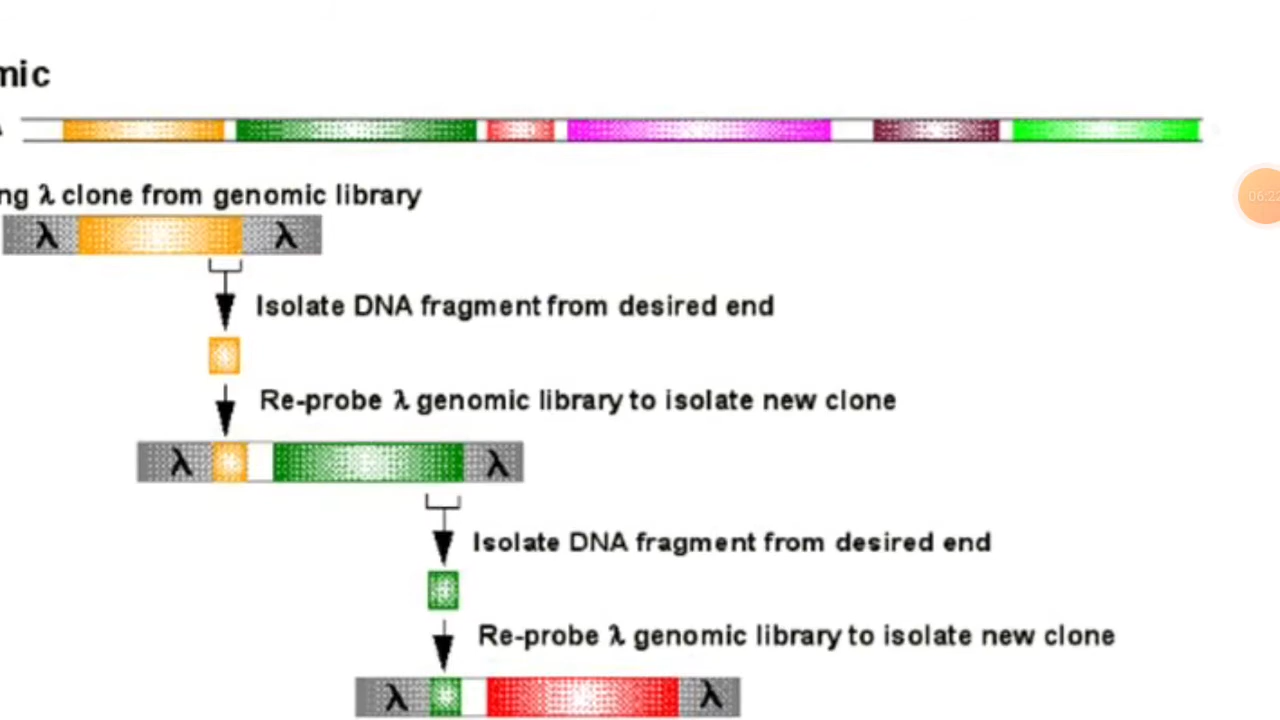 mic
ng λ clone from genomic library
λ λ
Isolate DNA fragment from desired end
Re-probe λ genomic library to isolate new clone
λ λ
Isolate DNA fragment from desired end
Re-probe λ genomic library to isolate new clone
λ λ